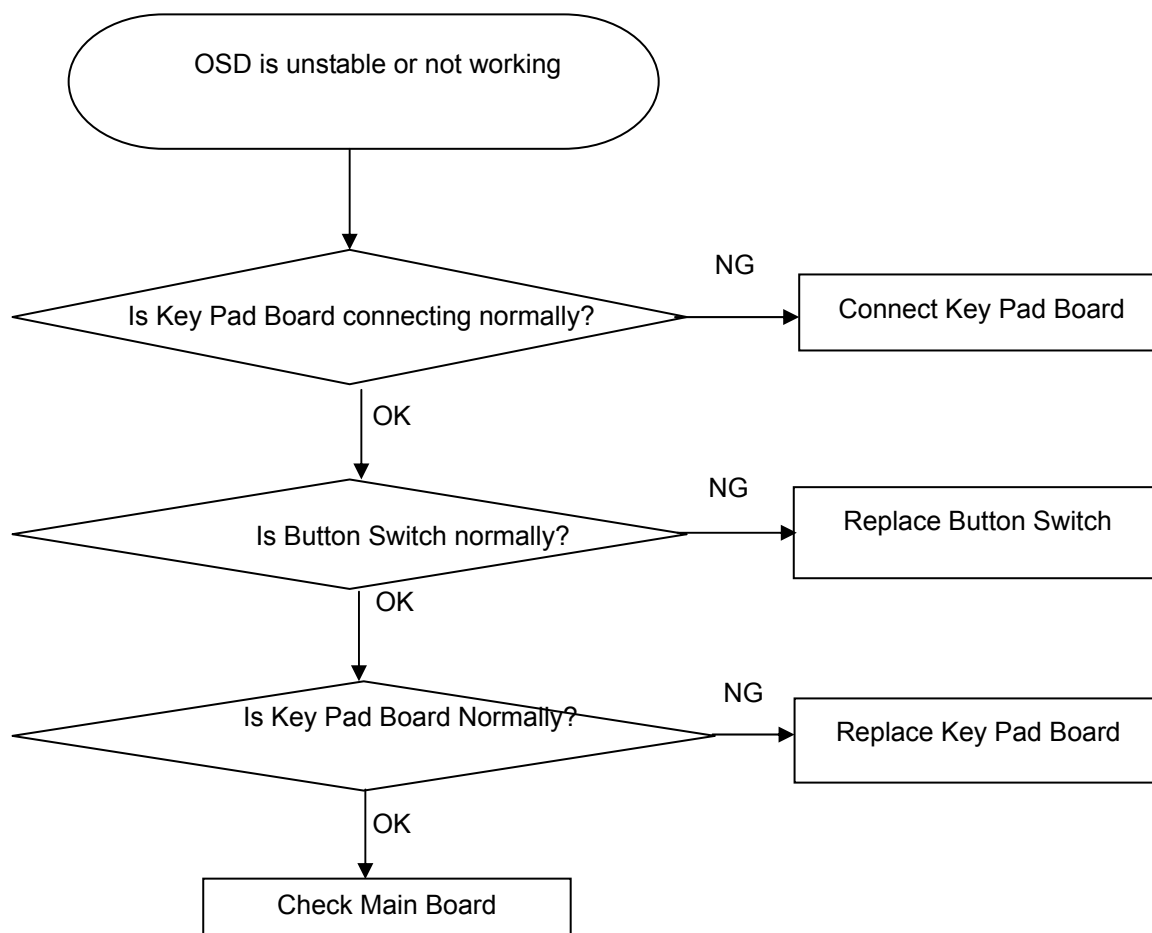 OSD is unstable or not working
NG
Is Key Pad Board connecting normally?
Connect Key Pad Board
OK
NG
Is Button Switch normally?
Replace Button Switch
OK
NG
Is Key Pad Board Normally?
Replace Key Pad Board
OK
Check Main Board